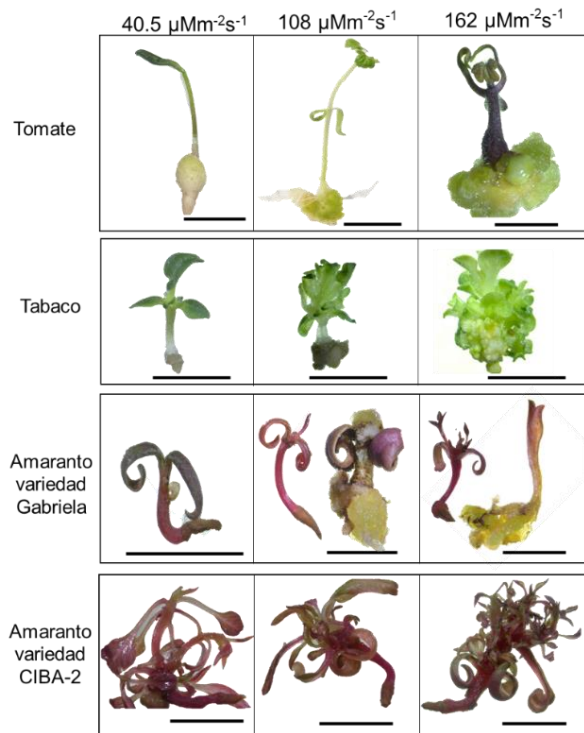 40.5 µMm⁻²s⁻¹ 108 µMm⁻²s⁻¹ 162 µMm⁻²s⁻¹
Tomate
Tabaco
Amaranto
variedad
Gabriela
Amaranto
variedad
CIBA-2